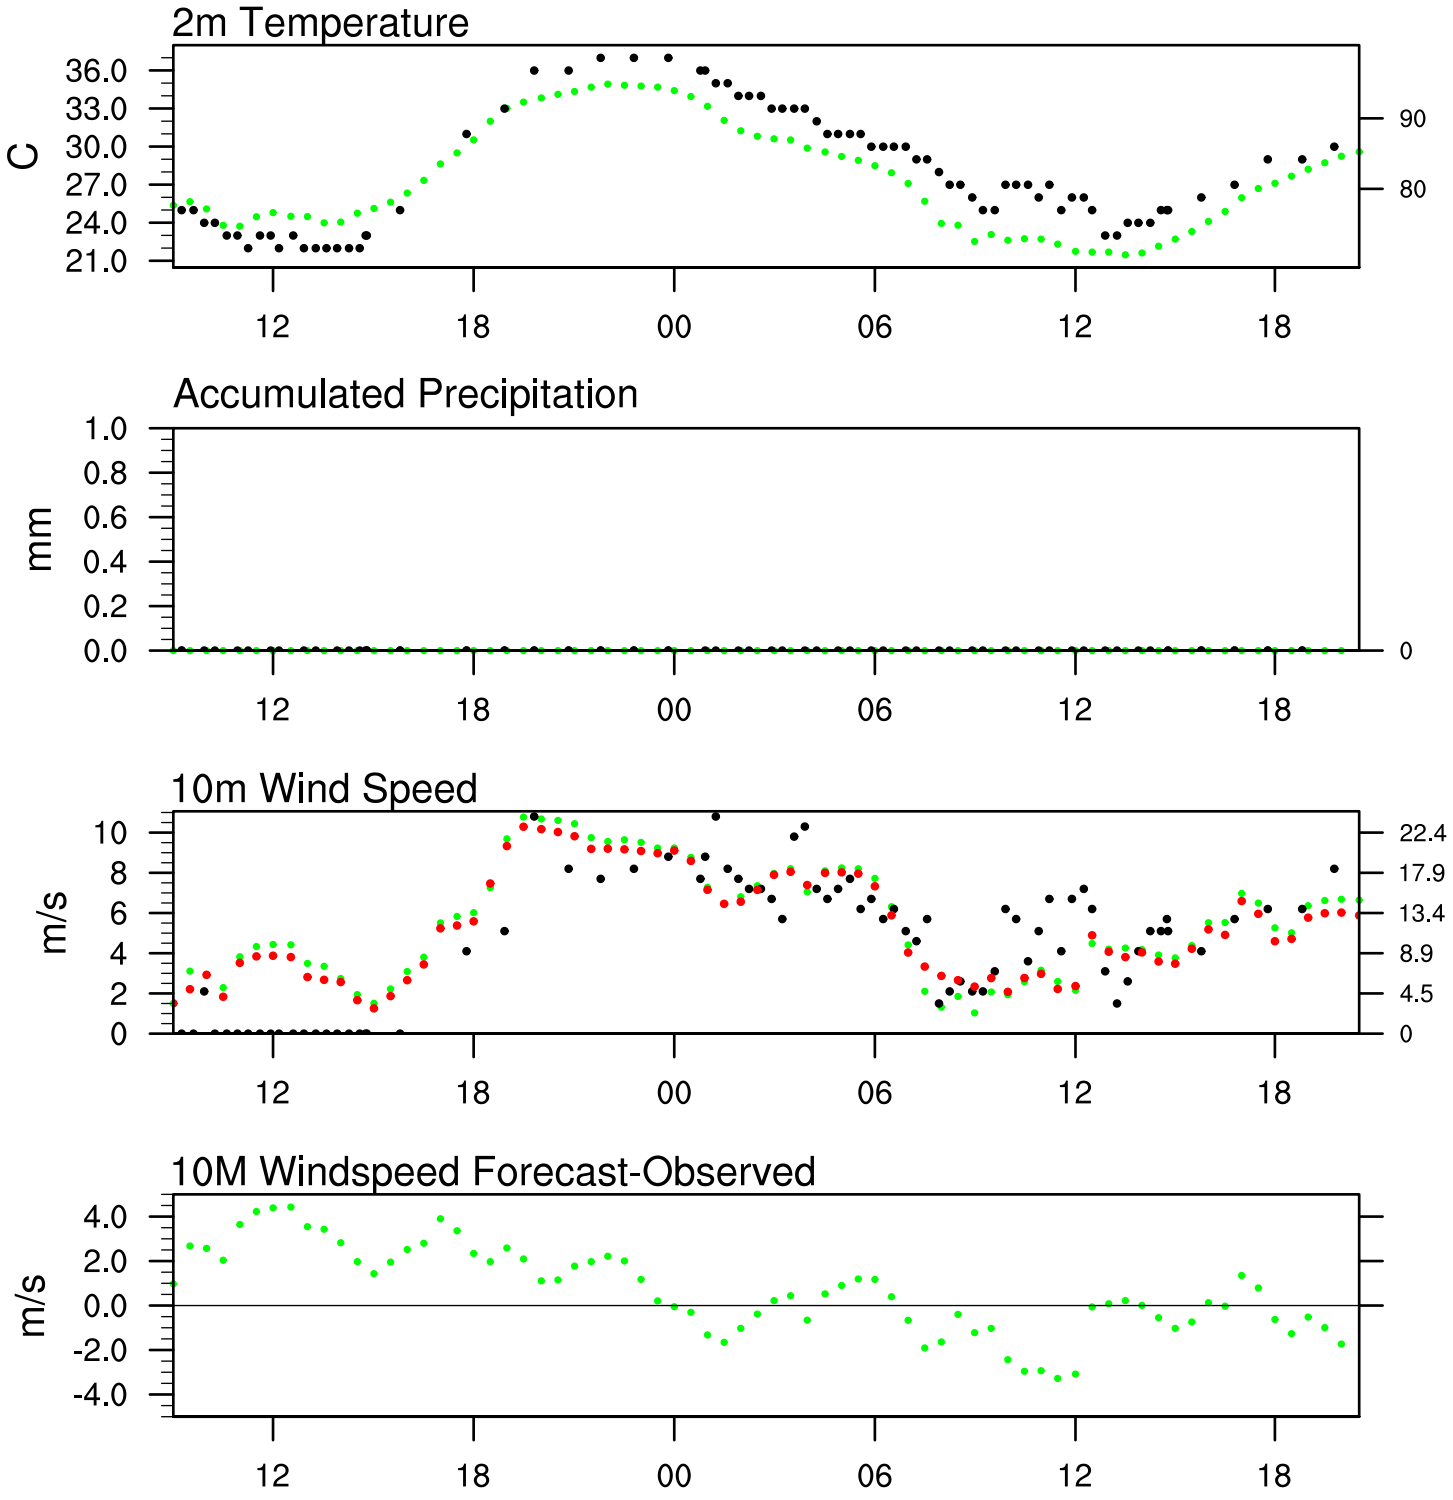 2m Temperature
36.0
33.0
90
30.0
C
27.0
80
24.0
21.0
12 18 00 06 12 18
Accumulated Precipitation
1.0
0.8
0.6
mm
0.4
0.2
0.0 0
12 18 00 06 12 18
10m Wind Speed
10 22.4
8 17.9
6 13.4
m/s
4 8.9
2 4.5
0 0
12 18 00 06 12 18
10M Windspeed Forecast-Observed
4.0
2.0
0.0
m/s
-2.0
-4.0
12 18 00 06 12 18